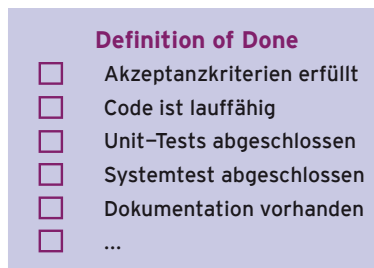 Definition of Done
Akzeptanzkriterien erfüllt
Code ist lauffähig
Unit-Tests abgeschlossen
Systemtest abgeschlossen
Dokumentation vorhanden
...